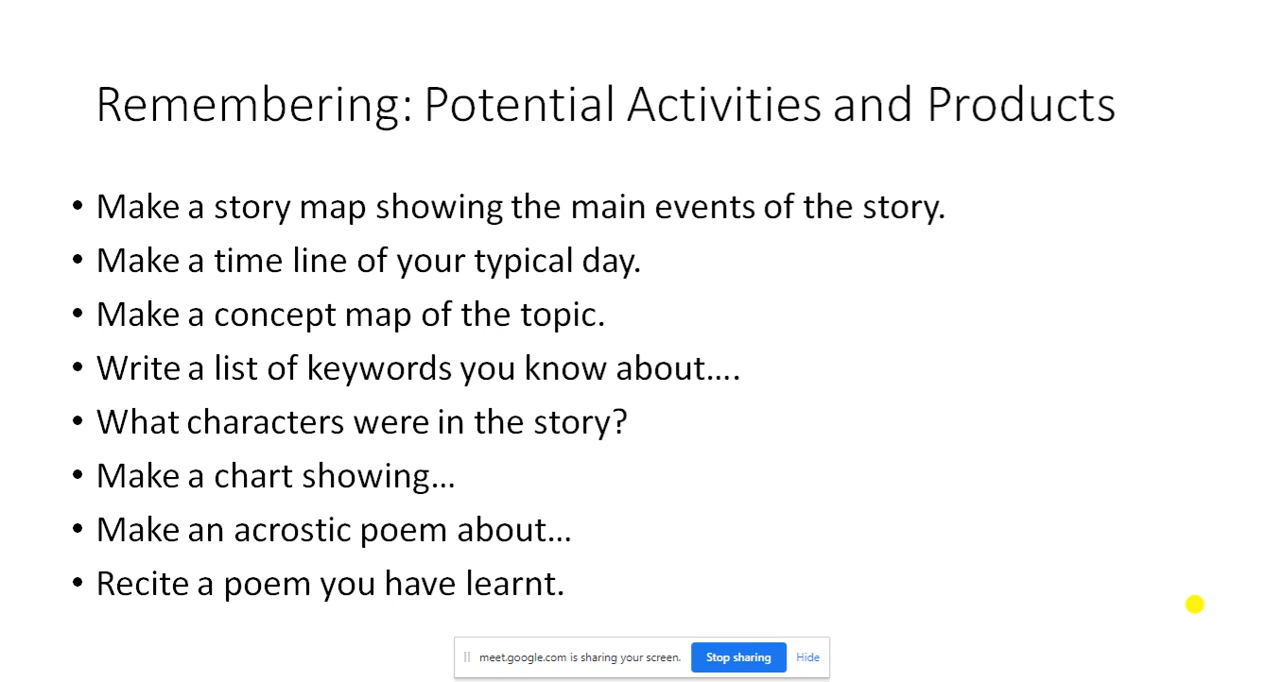 Remembering: Potential Activities and Products
• Make a story map showing the main events of the story.
• Make a time line of your typical day.
• Make a concept map of the topic.
• Write a list of keywords you know about....
• What characters were in the story?
• Make a chart showing...
• Make an acrostic poem about...
• Recite a poem you have learnt.
meet.google.com is sharing your screen. Stop sharing Hide